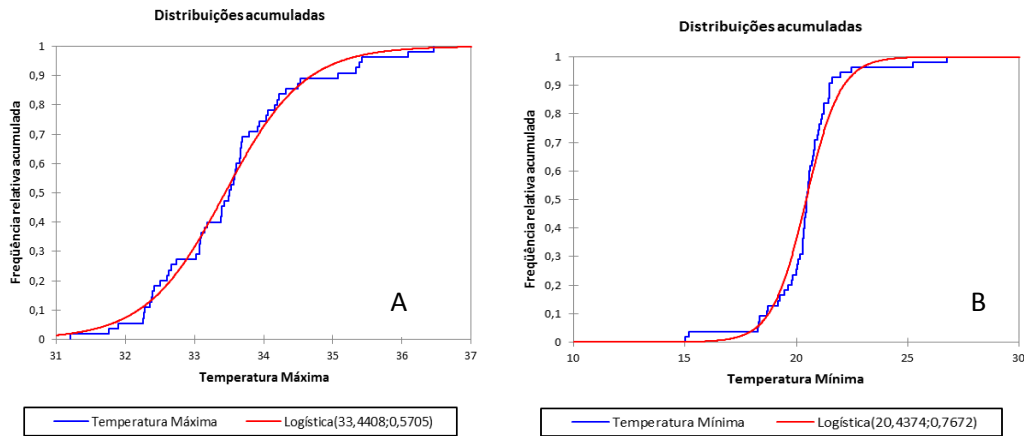 Distribuições acumuladas
Freqüência relativa acumulada
1
0,9
0,8
0,7
0,6
0,5
0,4
0,3
0,2
0,1
0
31 32 33 34 35 36 37
A
Temperatura Máxima
Temperatura Máxima Logística(33,4408;0,5705)
Distribuições acumuladas
Freqüência relativa acumulada
1
0,9
0,8
0,7
0,6
0,5
0,4
0,3
0,2
0,1
0
10 15 20 25 30
B
Temperatura Mínima
Temperatura Mínima Logística(20,4374;0,7672)